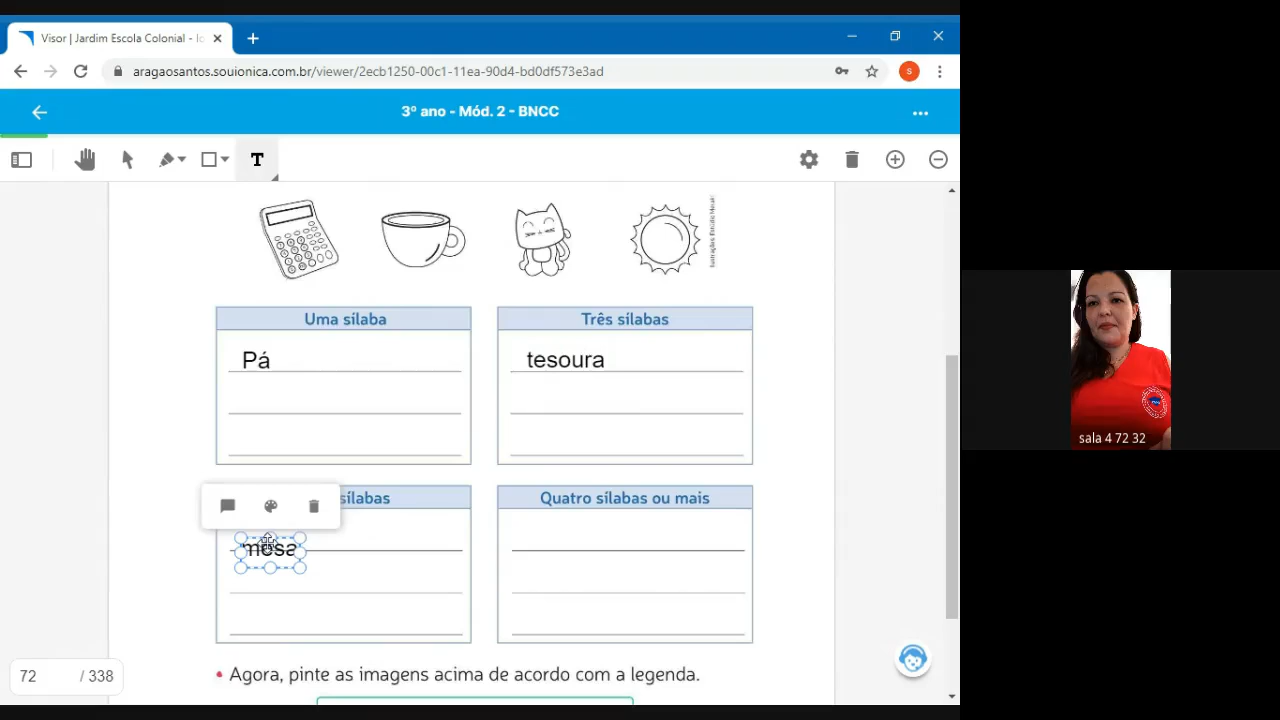 Visor | Jardim Escola Colonial - Io
aragaosantos.souionica.com.br/viewer/2ecb1250-00c1-11ea-90d4-bd0df573e3ad
S
3º ano - Mód. 2 - BNCC
T
Uma sílaba
Três sílabas
Pá
tesoura
sílabas
Quatro sílabas ou mais
mesa
• Agora, pinte as imagens acima de acordo com a legenda.
72 / 338
sala 4 72 32